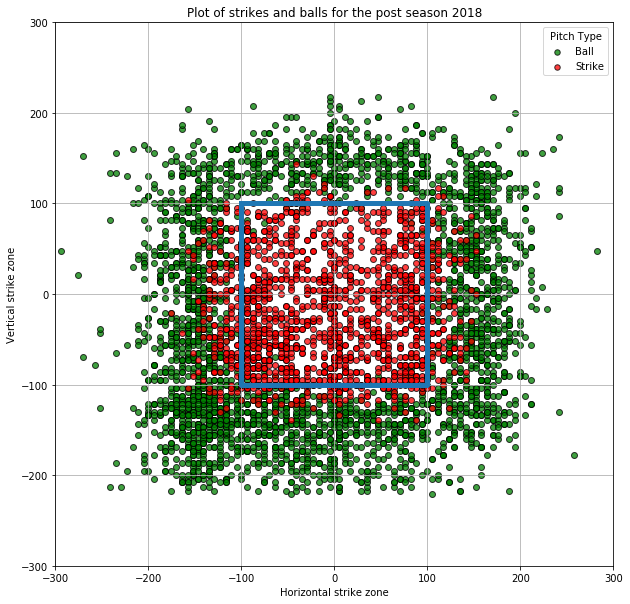 Plot of strikes and balls for the post season 2018
Pitch Type
Ball
Strike
Vertical strike zone
300
200
100
0
−100
−200
−300
−300 −200 −100 0 100 200 300
Horizontal strike zone